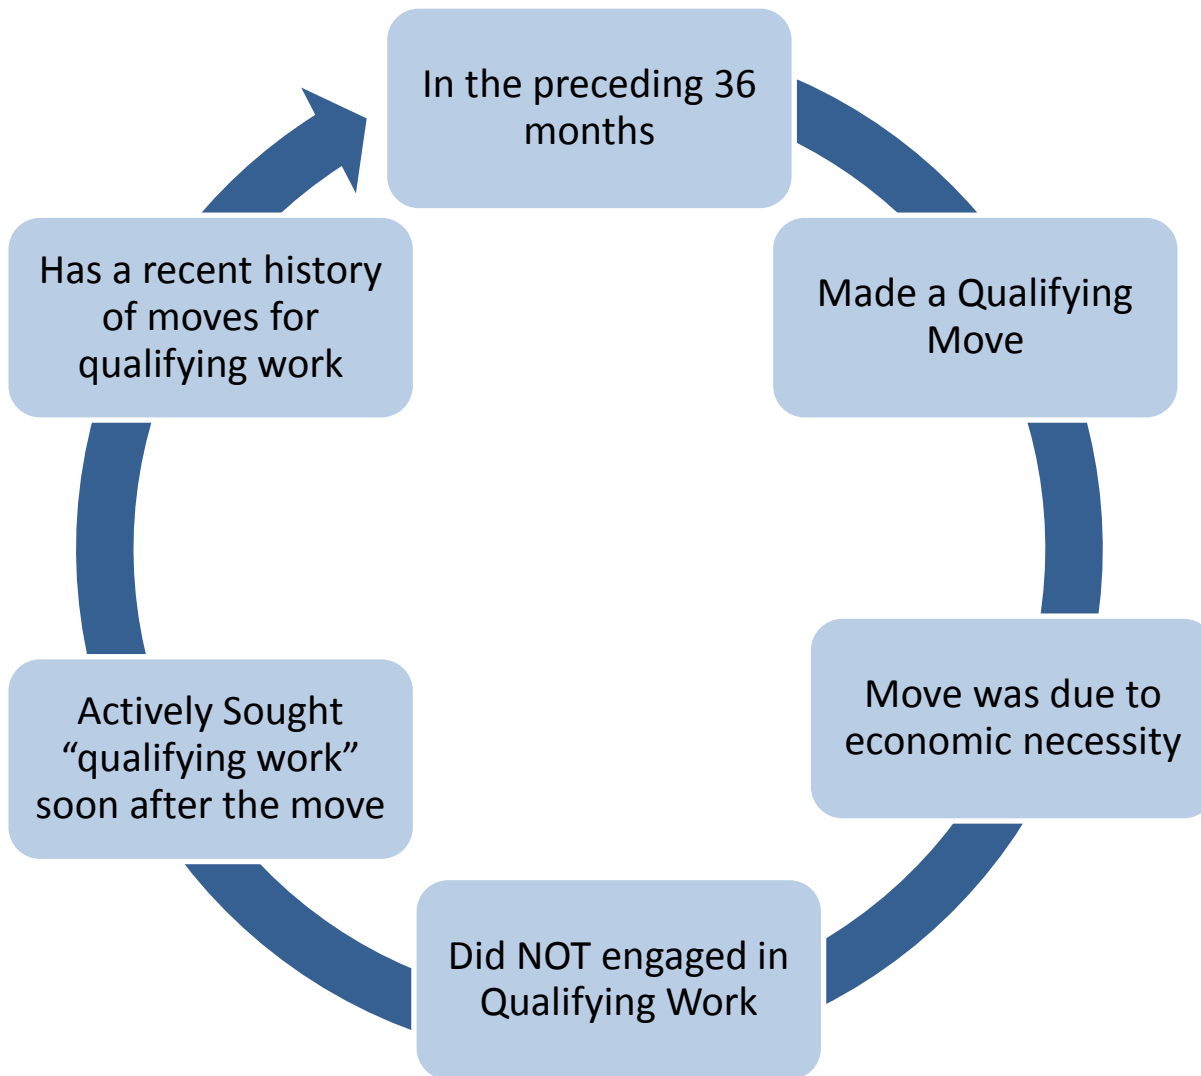 In the preceding 36
months
Made a Qualifying
Move
Move was due to
economic necessity
Did NOT engaged in
Qualifying Work
Actively Sought
“qualifying work”
soon after the move
Has a recent history
of moves for
qualifying work